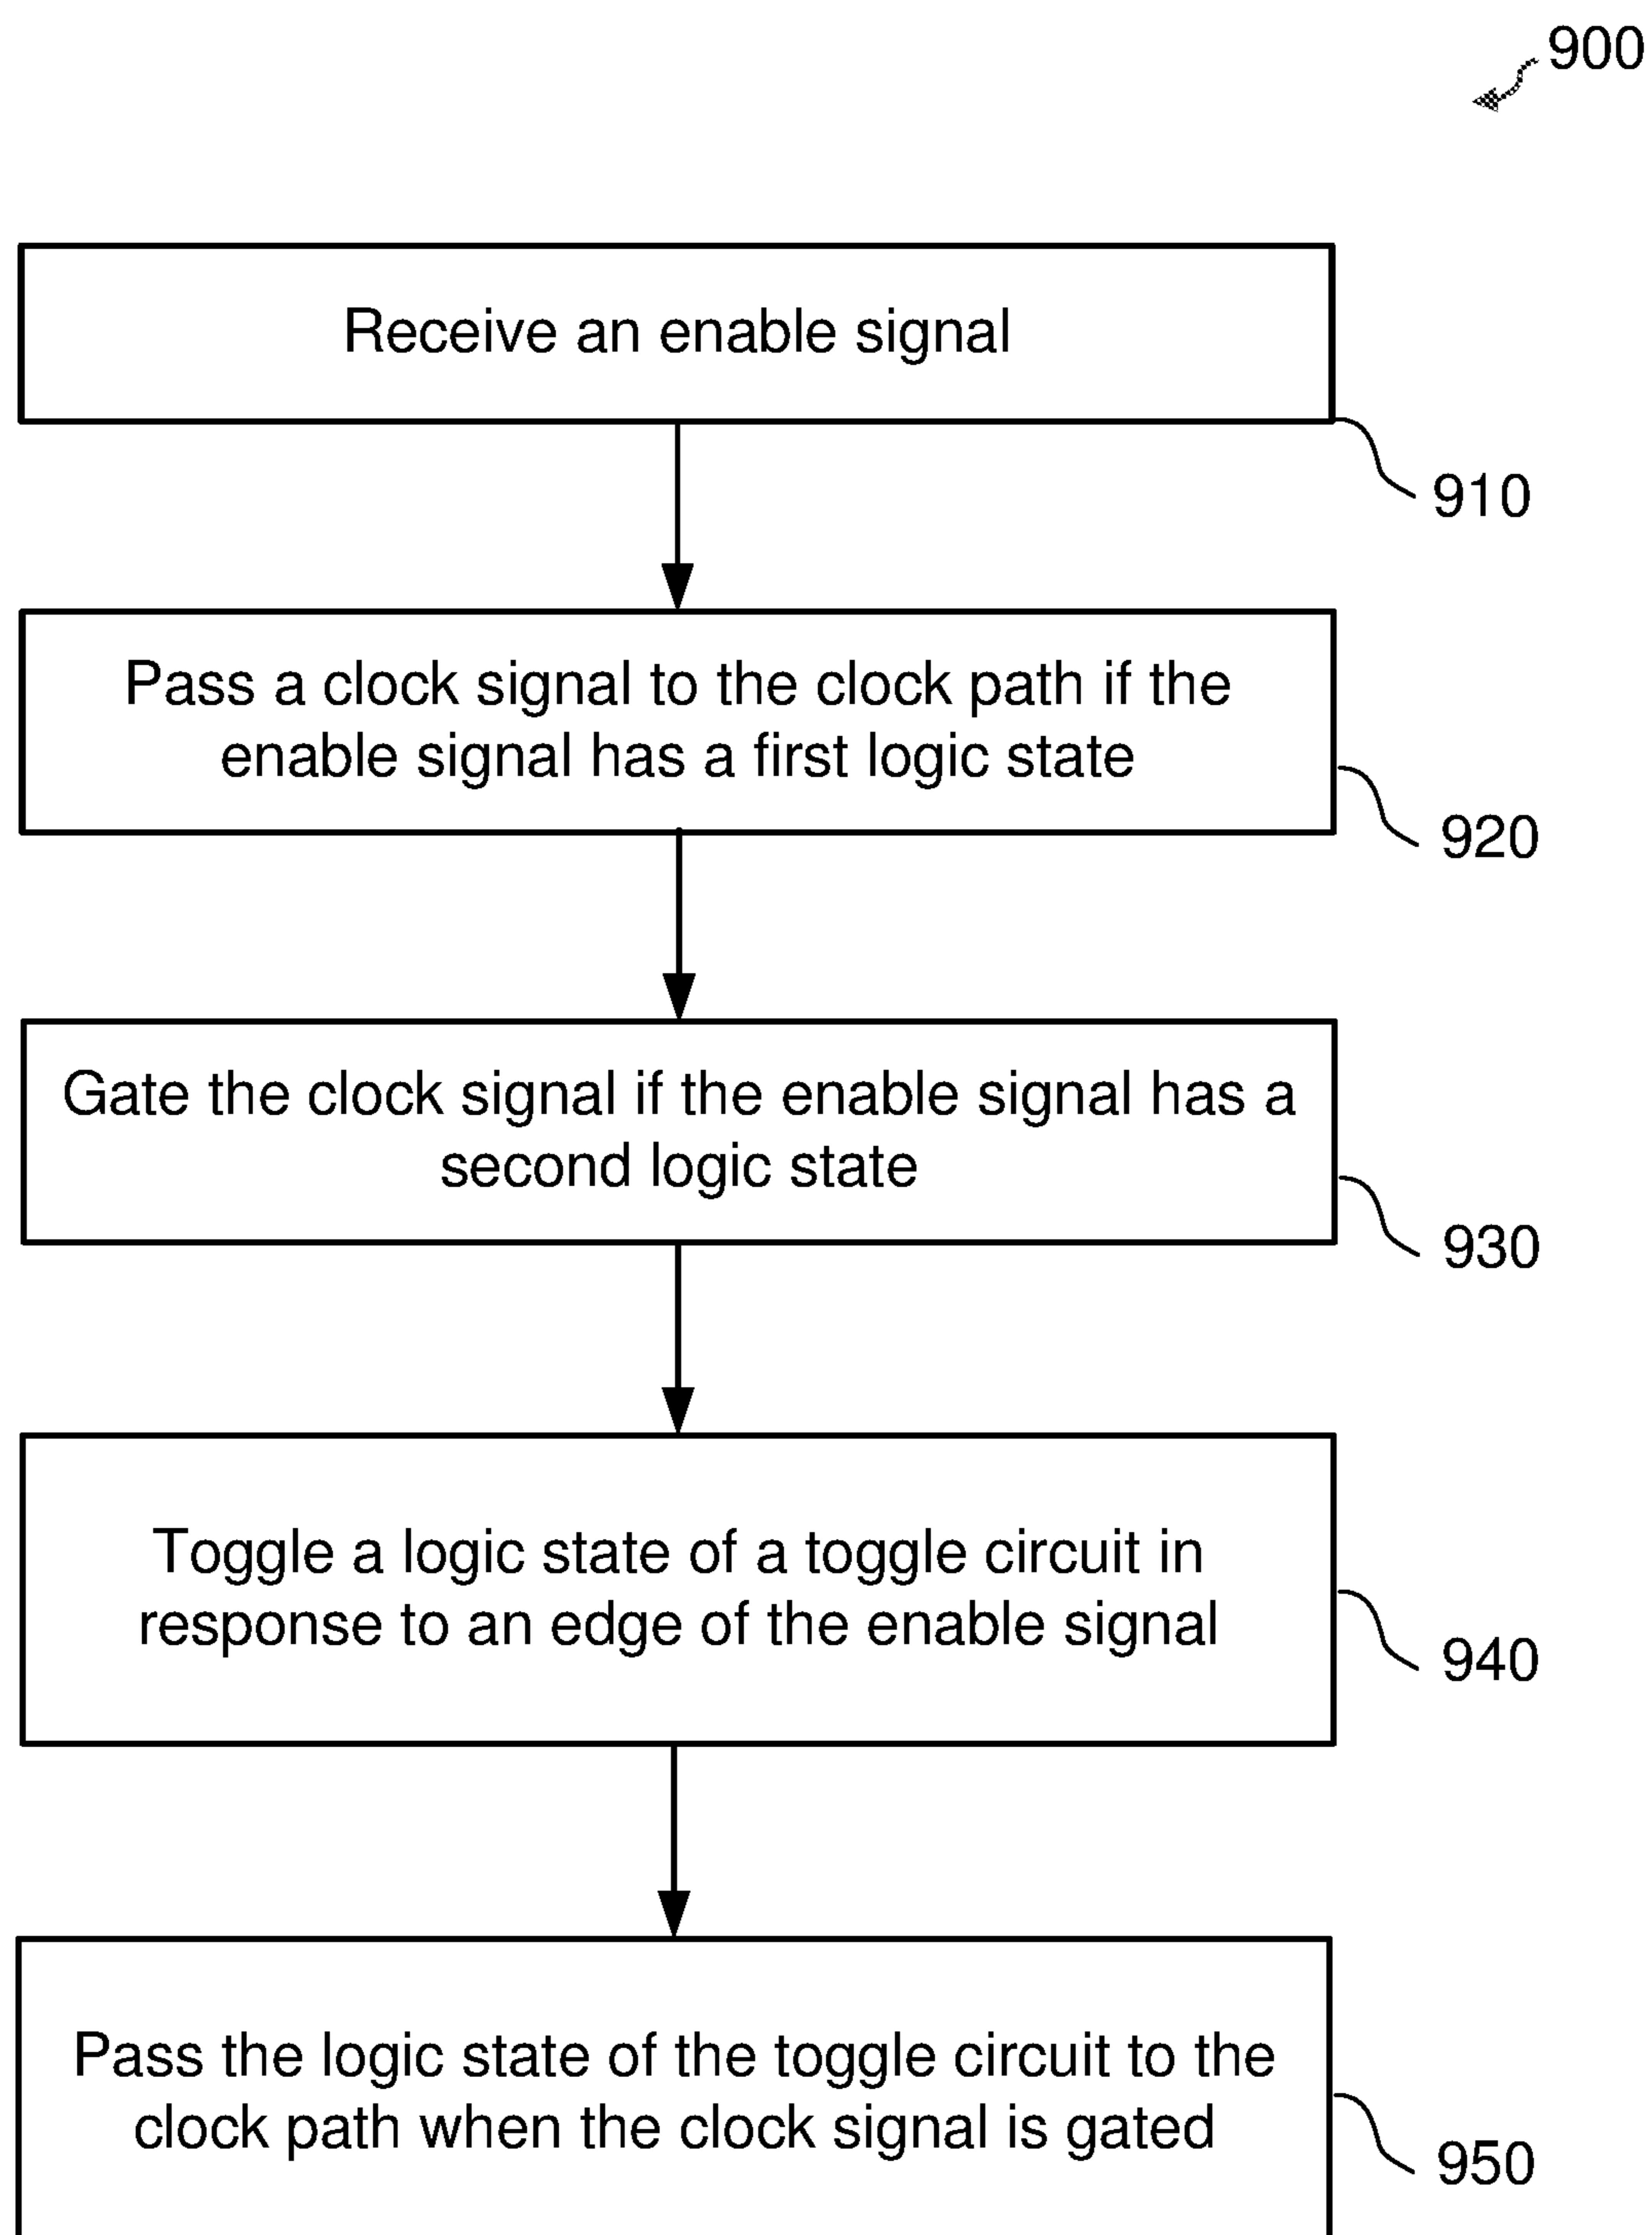 900
Receive an enable signal
910
Pass a clock signal to the clock path if the
enable signal has a first logic state
920
Gate the clock signal if the enable signal has a
second logic state
930
Toggle a logic state of a toggle circuit in
response to an edge of the enable signal
940
Pass the logic state of the toggle circuit to the
clock path when the clock signal is gated
950